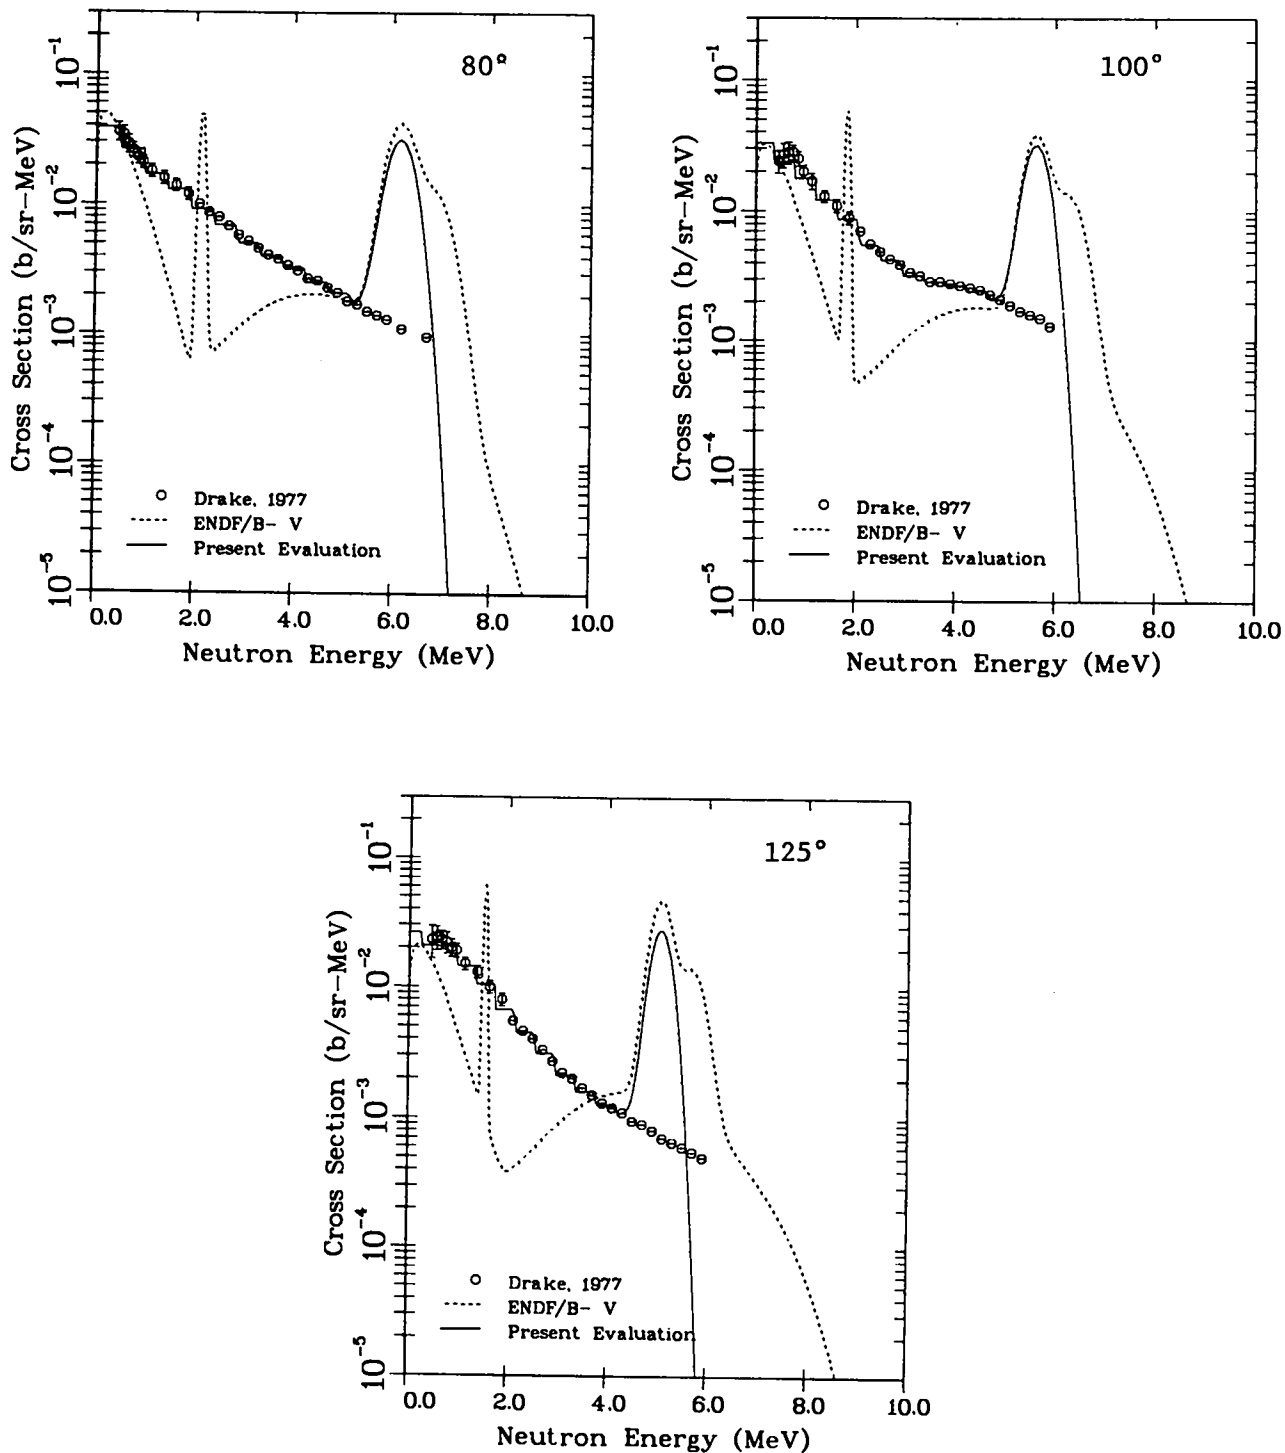 80°
Cross Section (b/sr-MeV)
10⁻¹
10⁻²
10⁻³
10⁻⁴
10⁻⁵
Drake, 1977
ENDF/B- V
Present Evaluation
0.0 2.0 4.0 6.0 8.0 10.0
Neutron Energy (MeV)
100°
Cross Section (b/sr-MeV)
10⁻¹
10⁻²
10⁻³
10⁻⁴
10⁻⁵
Drake, 1977
ENDF/B- V
Present Evaluation
0.0 2.0 4.0 6.0 8.0 10.0
Neutron Energy (MeV)
125°
Cross Section (b/sr-MeV)
10⁻¹
10⁻²
10⁻³
10⁻⁴
10⁻⁵
Drake, 1977
ENDF/B- V
Present Evaluation
0.0 2.0 4.0 6.0 8.0 10.0
Neutron Energy (MeV)